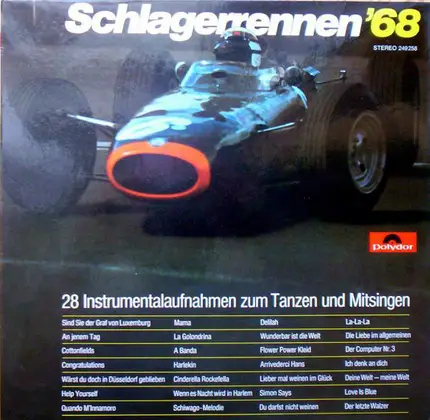 Schlagerrennen '68
STEREO 249 258
Polydor
28 Instrumentalaufnahmen zum Tanzen und Mitsingen
Sind Sie der Graf von Luxemburg Mama Delilah La-La-La
An jenem Tag La Golondrina Wunderbar ist die Welt Die Liebe im allgemeinen
Cottonfields A Banda Flower Power Kleid Der Computer Nr. 3
Congratulations Harlekin Arrivederci Hans Ich denk an dich
Wärst du doch in Düsseldorf geblieben Cinderella Rockefella Lieber mal weinen im Glück Deine Welt – meine Welt
Help Yourself Wenn es Nacht wird in Harlem Simon Says Love Is Blue
Quando M'Innamoro Schiwago-Melodie Du darfst nicht weinen Der letzte Walzer